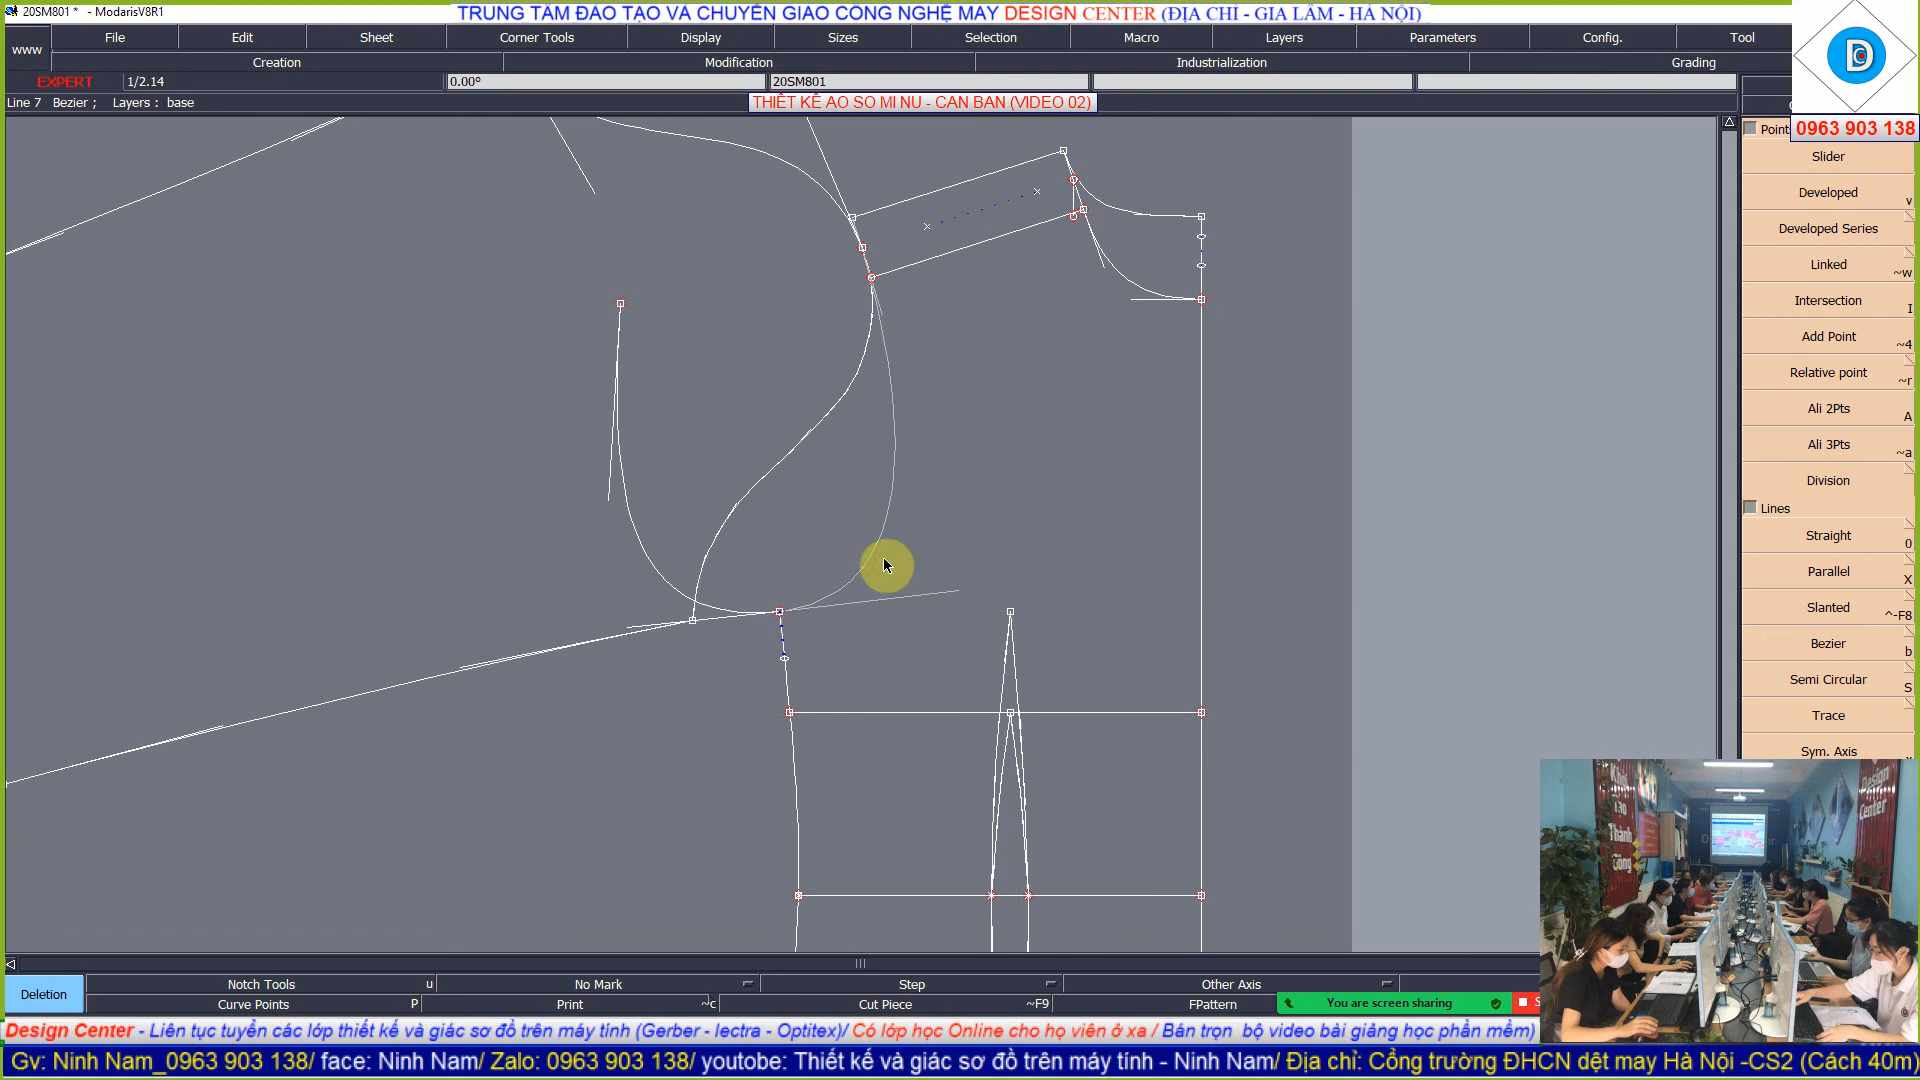 20SM801 * - ModarisV8R1
TRUNG TÂM ĐÀO TẠO VÀ CHUYỂN GIAO CÔNG NGHỆ MAY DESIGN CENTER (ĐỊA CHỈ - GIA LÂM - HÀ NỘI)
www
File
Edit
Sheet
Corner Tools
Display
Sizes
Selection
Macro
Layers
Parameters
Config.
Tool
Creation
Modification
Industrialization
Grading
EXPERT
1/2.14
0.00°
20SM801
Line 7 Bezier ; Layers : base
THIẾT KẾ ÁO SƠ MI NỮ - CĂN BẢN (VIDEO 02)
0963 903 138
Slider
Developed v
Developed Series
Linked ~w
Intersection I
Add Point ~4
Relative point ~r
Ali 2Pts A
Ali 3Pts ~a
Division
Lines
Straight 0
Parallel X
Slanted ^-F8
Bezier b
Semi Circular S
Trace
Sym. Axis
Design Center
Deletion
Notch Tools u
No Mark
Step
Other Axis
Curve Points P
Print ~c
Cut Piece ~F9
FPattern
You are screen sharing
Design Center - Liên tục tuyển các lớp thiết kế và giác sơ đồ trên máy tính (Gerber - lectra - Optitex)/ Có lớp học Online cho họ viên ở xa / Bán trọn bộ video bài giảng học phần mềm)
Gv: Ninh Nam_0963 903 138/ face: Ninh Nam/ Zalo: 0963 903 138/ youtobe: Thiết kế và giác sơ đồ trên máy tính - Ninh Nam/ Địa chỉ: Cổng trường ĐHCN dệt may Hà Nội -CS2 (Cách 40m)